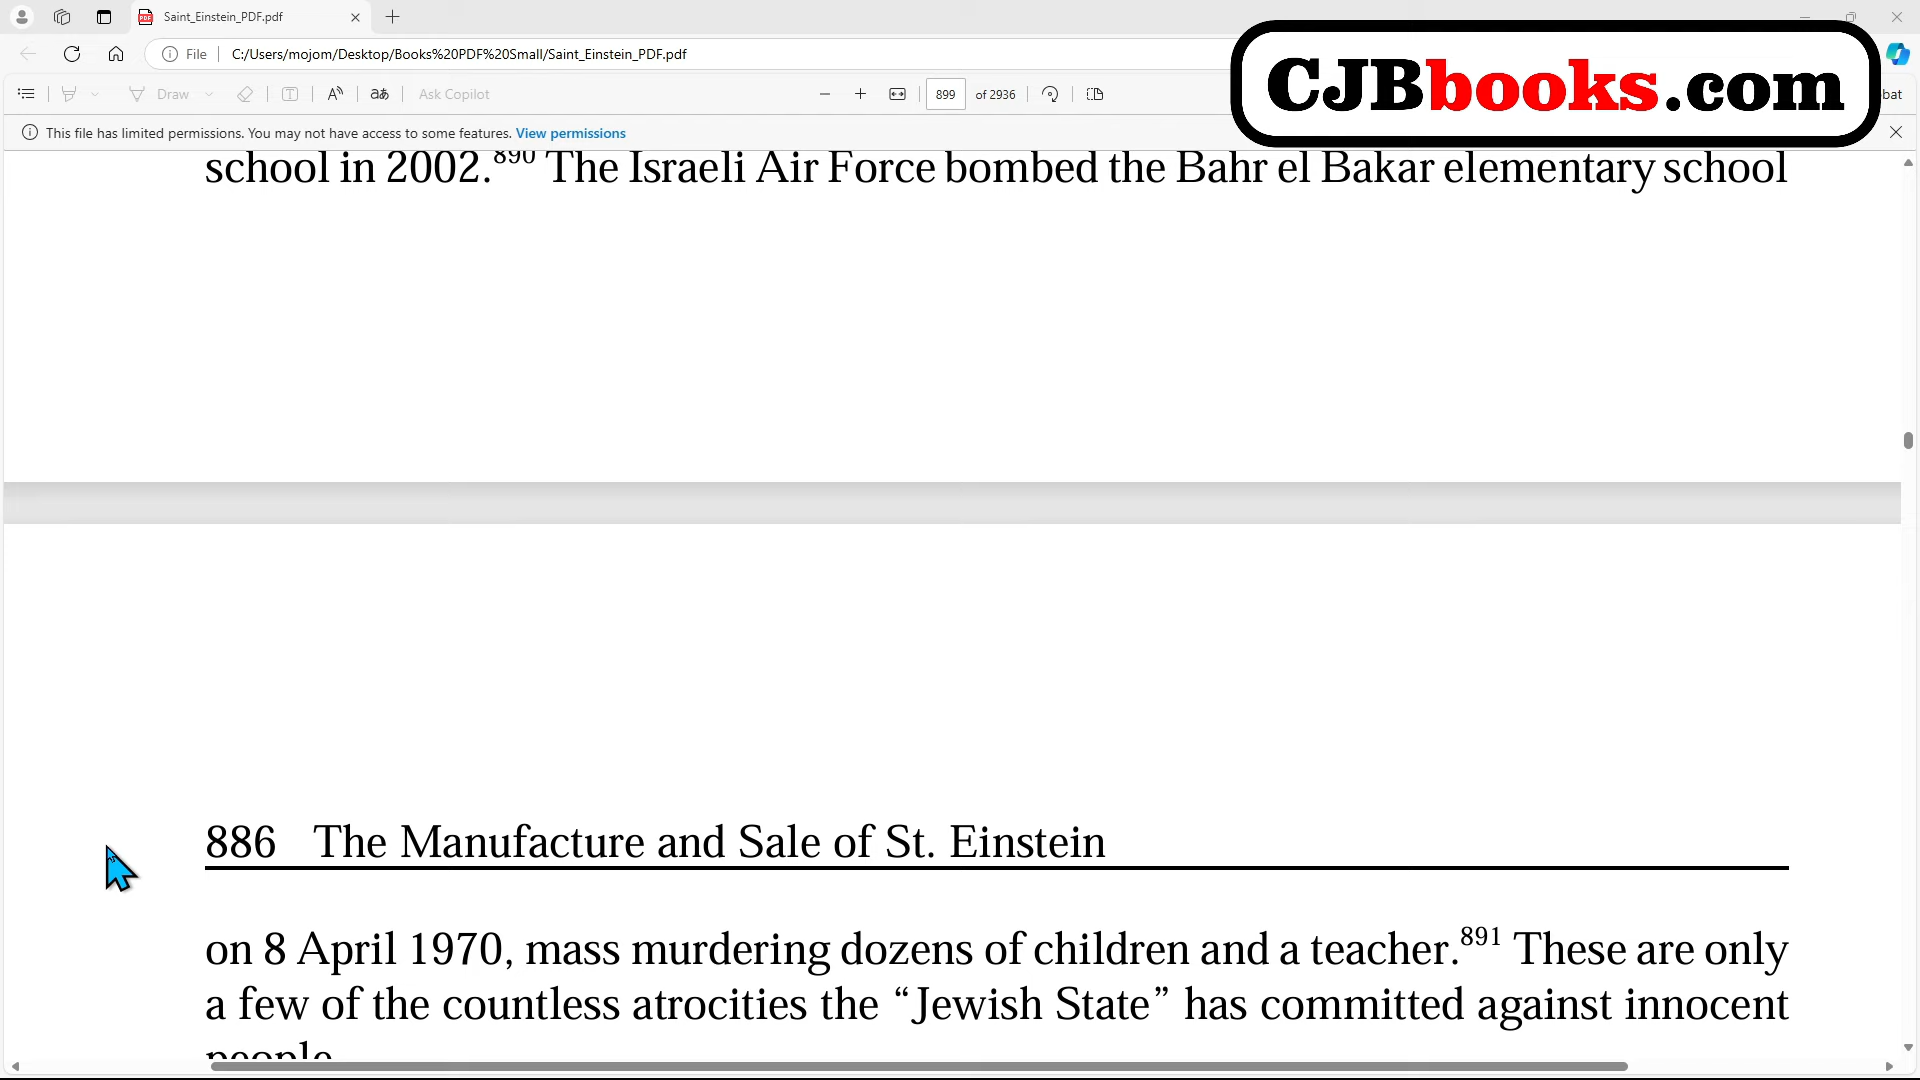 Saint_Einstein_PDF.pdf
File C:/Users/mojom/Desktop/Books%20PDF%20Small/Saint_Einstein_PDF.pdf
CJBbooks.com
Draw Ask Copilot 899 of 2936 bat
This file has limited permissions. You may not have access to some features. View permissions
school in 2002.890 The Israeli Air Force bombed the Bahr el Bakar elementary school
886 The Manufacture and Sale of St. Einstein
on 8 April 1970, mass murdering dozens of children and a teacher.891 These are only
a few of the countless atrocities the “Jewish State” has committed against innocent
people